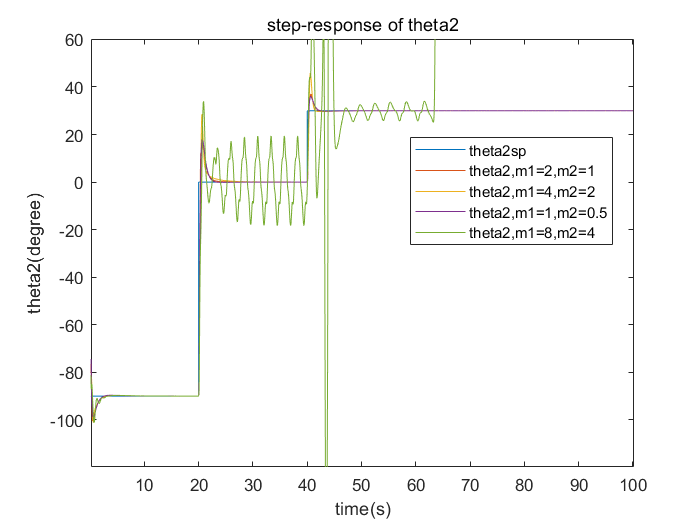 step-response of theta2
60
40
20
0
-20
-40
-60
-80
-100
theta2(degree)
theta2sp
theta2,m1=2,m2=1
theta2,m1=4,m2=2
theta2,m1=1,m2=0.5
theta2,m1=8,m2=4
10 20 30 40 50 60 70 80 90 100
time(s)